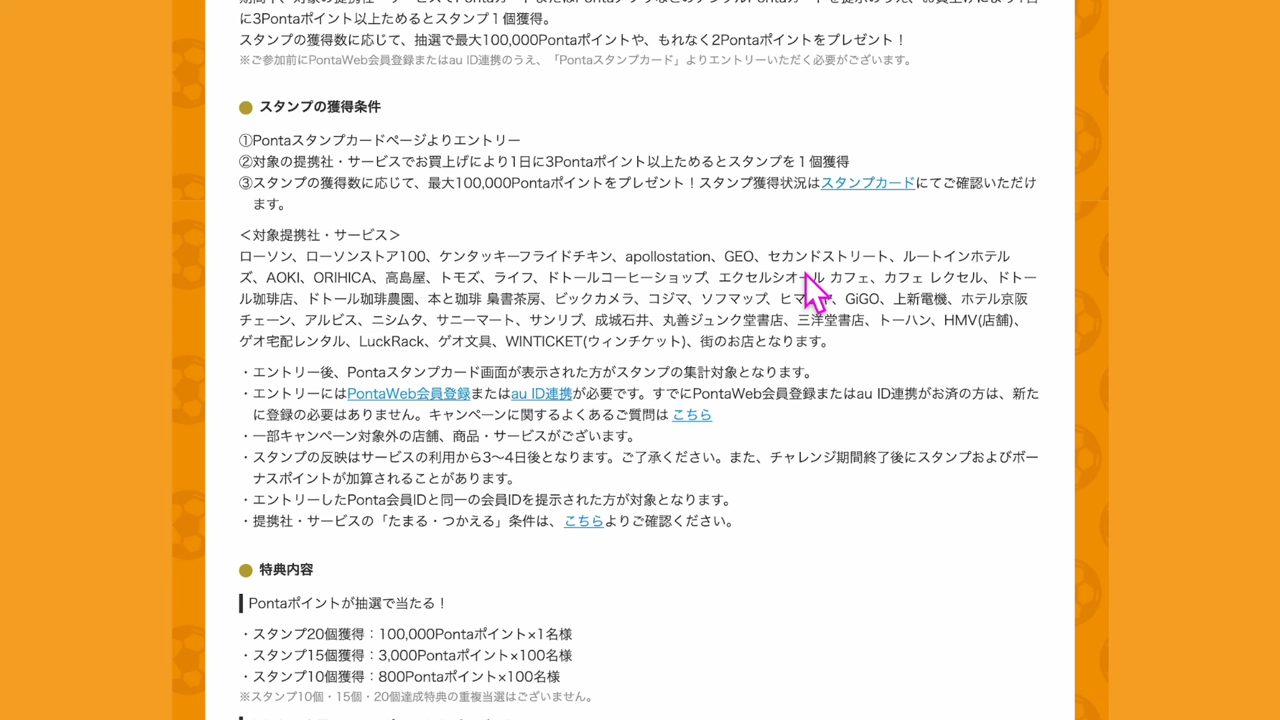 に3Pontaポイント以上ためるとスタンプ１個獲得。
スタンプの獲得数に応じて、抽選で最大100,000Pontaポイントや、もれなく2Pontaポイントをプレゼント！
※ご参加前にPontaWeb会員登録またはau ID連携のうえ、「Pontaスタンプカード」よりエントリーいただく必要がございます。
スタンプの獲得条件
①Pontaスタンプカードページよりエントリー
②対象の提携社・サービスでお買上げにより1日に3Pontaポイント以上ためるとスタンプを１個獲得
③スタンプの獲得数に応じて、最大100,000Pontaポイントをプレゼント！スタンプ獲得状況はスタンプカードにてご確認いただけ
ます。
＜対象提携社・サービス＞
ローソン、ローソンストア100、ケンタッキーフライドチキン、apollostation、GEO、セカンドストリート、ルートインホテル
ズ、AOKI、ORIHICA、高島屋、トモズ、ライフ、ドトールコーヒーショップ、エクセルシオール カフェ、カフェ レクセル、ドトー
ル珈琲店、ドトール珈琲農園、本と珈琲 梟書茶房、ビックカメラ、コジマ、ソフマップ、ヒマ、GiGO、上新電機、ホテル京阪
チェーン、アルビス、ニシムタ、サニーマート、サンリブ、成城石井、丸善ジュンク堂書店、三洋堂書店、トーハン、HMV(店舗)、
ゲオ宅配レンタル、LuckRack、ゲオ文具、WINTICKET(ウィンチケット)、街のお店となります。
・エントリー後、Pontaスタンプカード画面が表示された方がスタンプの集計対象となります。
・エントリーにはPontaWeb会員登録またはau ID連携が必要です。すでにPontaWeb会員登録またはau ID連携がお済の方は、新た
に登録の必要はありません。キャンペーンに関するよくあるご質問は こちら
・一部キャンペーン対象外の店舗、商品・サービスがございます。
・スタンプの反映はサービスの利用から3〜4日後となります。ご了承ください。また、チャレンジ期間終了後にスタンプおよびボー
ナスポイントが加算されることがあります。
・エントリーしたPonta会員IDと同一の会員IDを提示された方が対象となります。
・提携社・サービスの「たまる・つかえる」条件は、こちらよりご確認ください。
特典内容
Pontaポイントが抽選で当たる！
・スタンプ20個獲得：100,000Pontaポイント×1名様
・スタンプ15個獲得：3,000Pontaポイント×100名様
・スタンプ10個獲得：800Pontaポイント×100名様
※スタンプ10個・15個・20個達成特典の重複当選はございません。